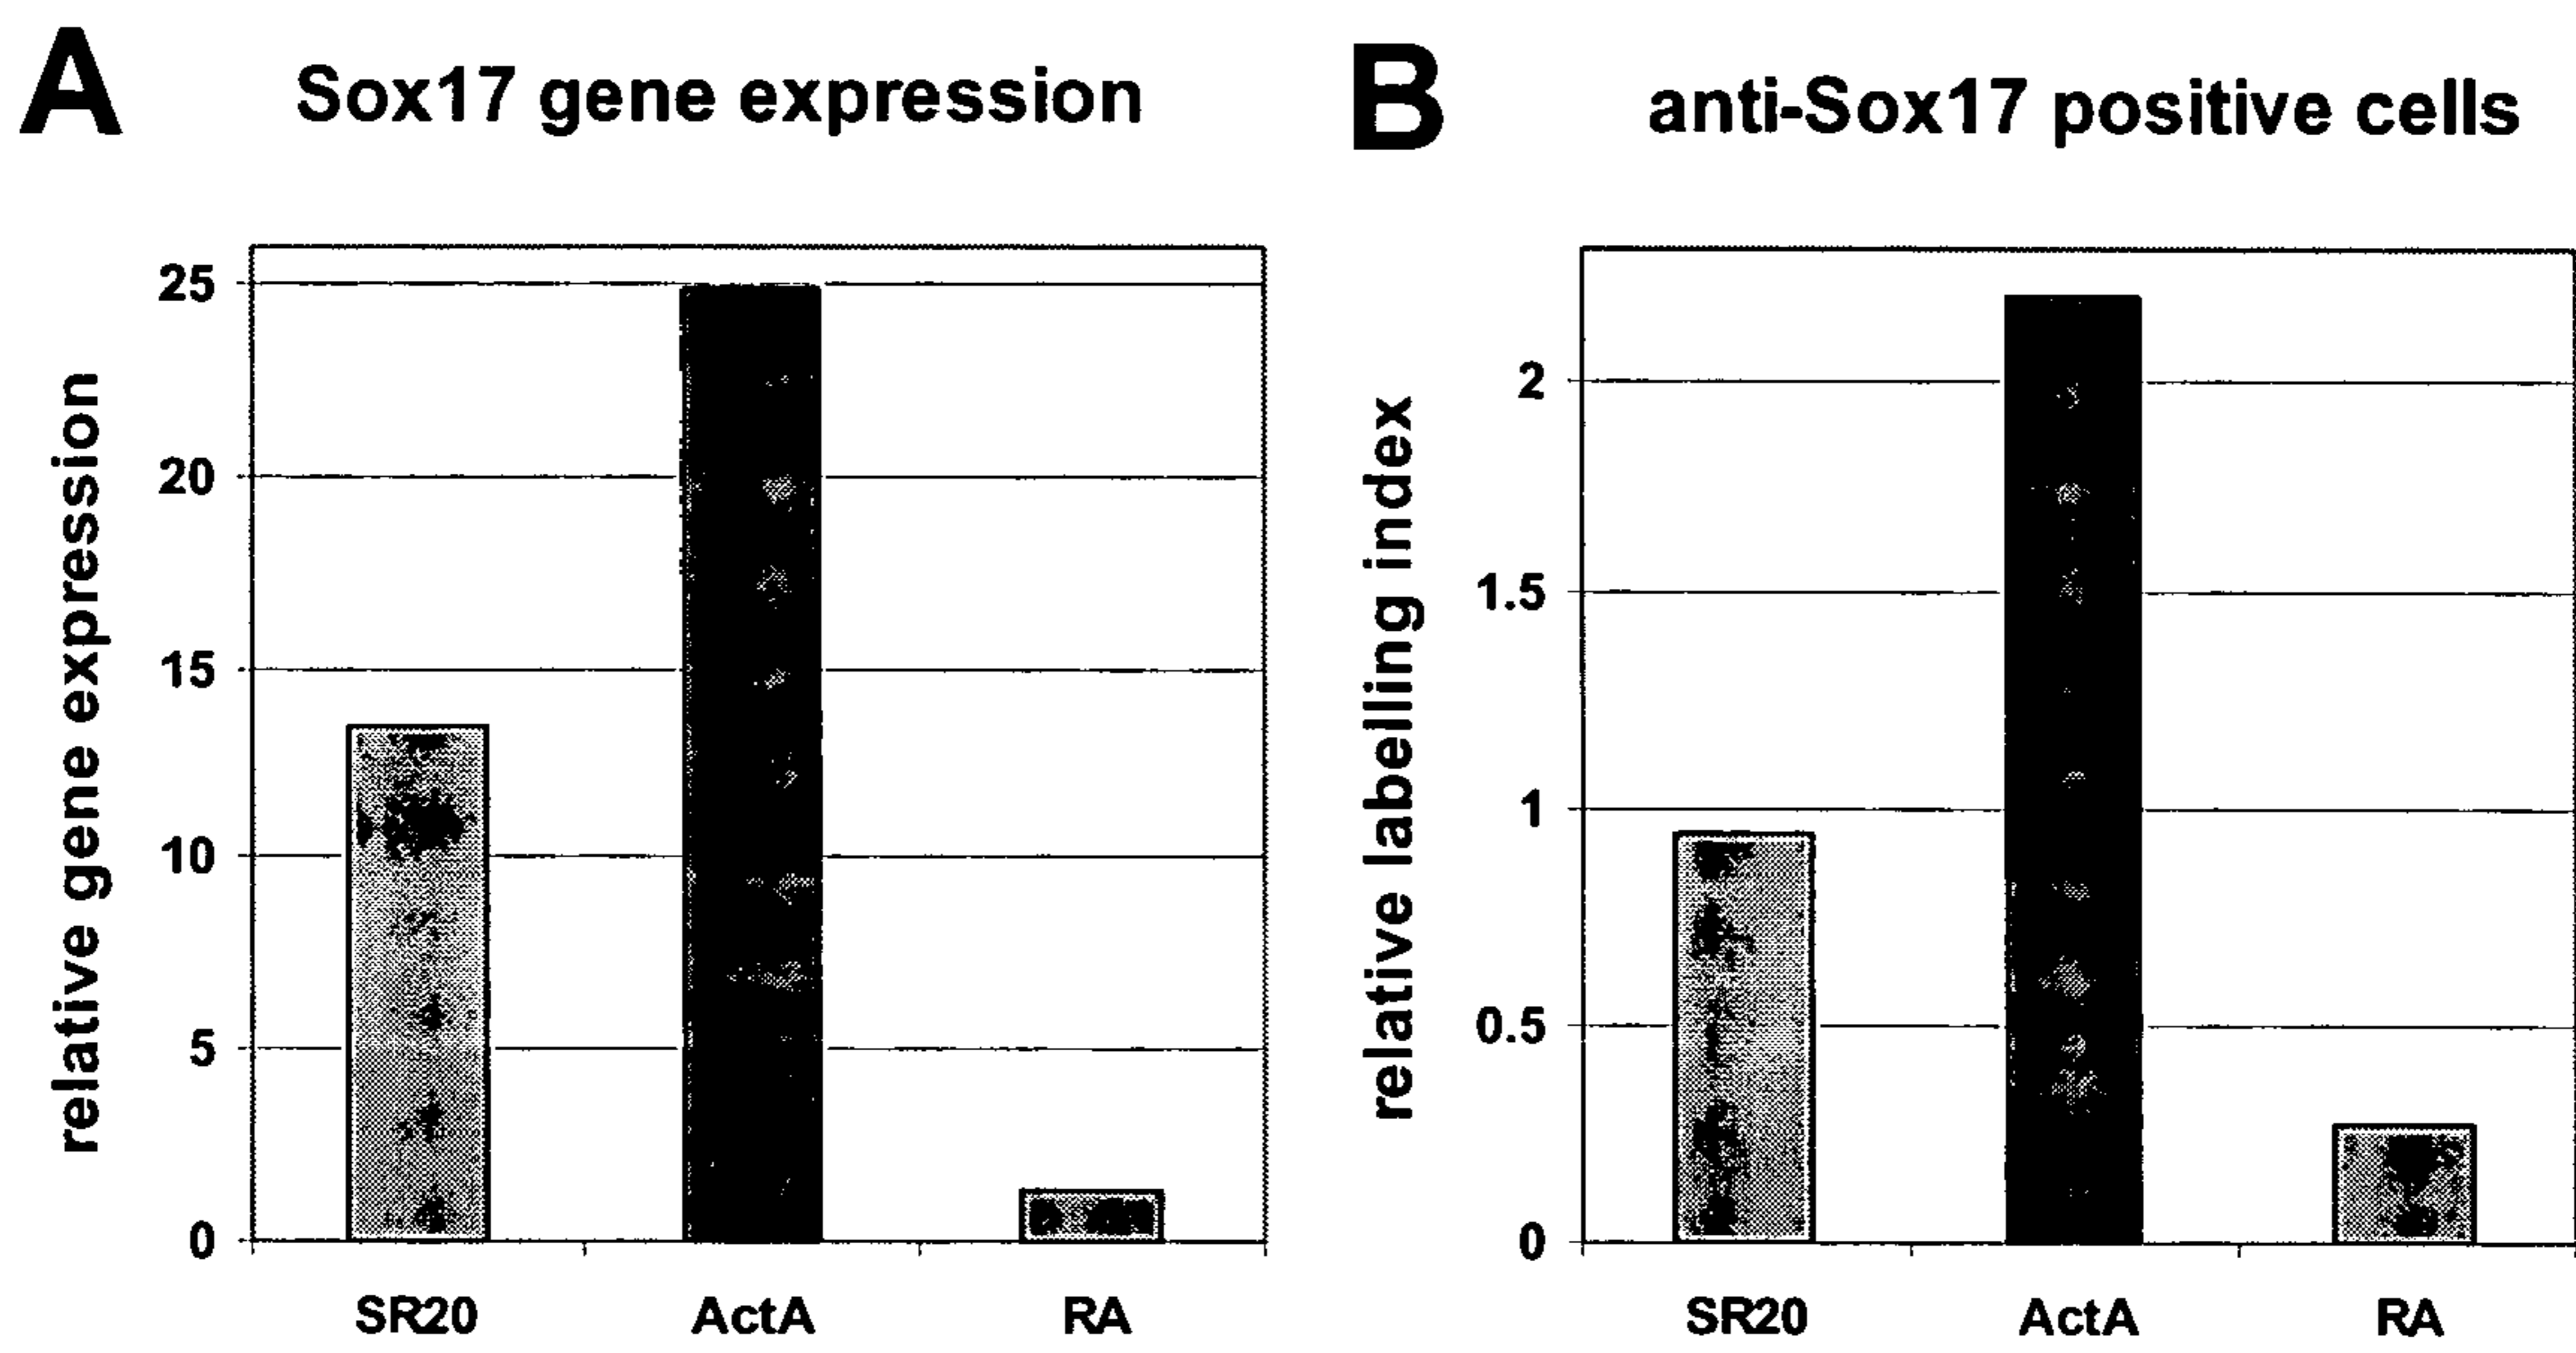 A
Sox17 gene expression
relative gene expression
25
20
15
10
5
0
SR20
ActA
RA
B
anti-Sox17 positive cells
relative labelling index
2
1.5
1
0.5
0
SR20
ActA
RA